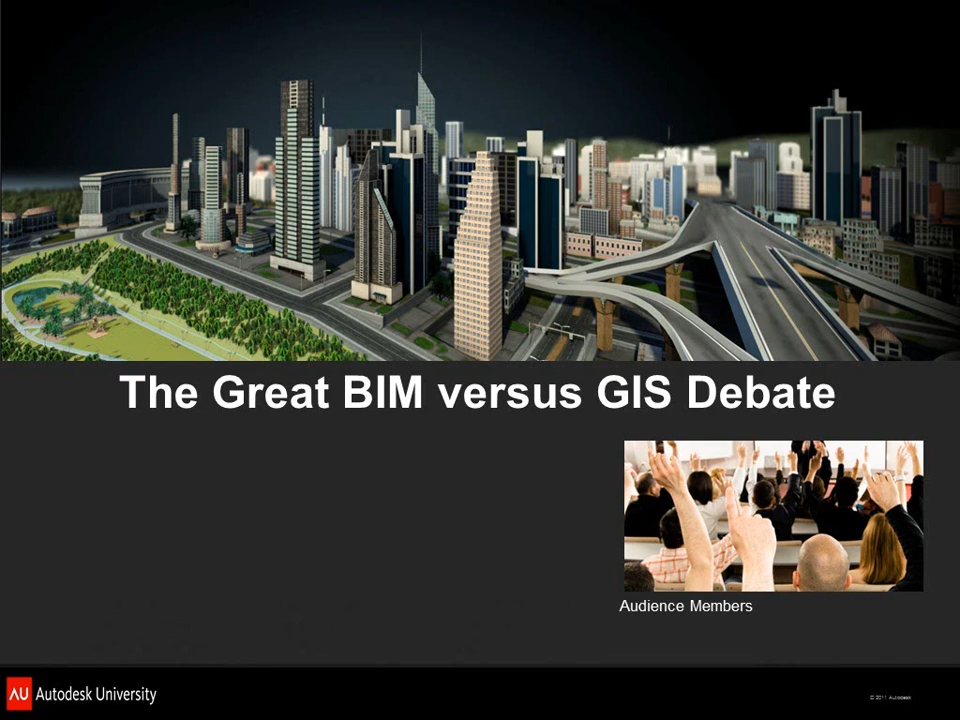 The Great BIM versus GIS Debate
Audience Members
AU Autodesk University
© 2011 Autodesk